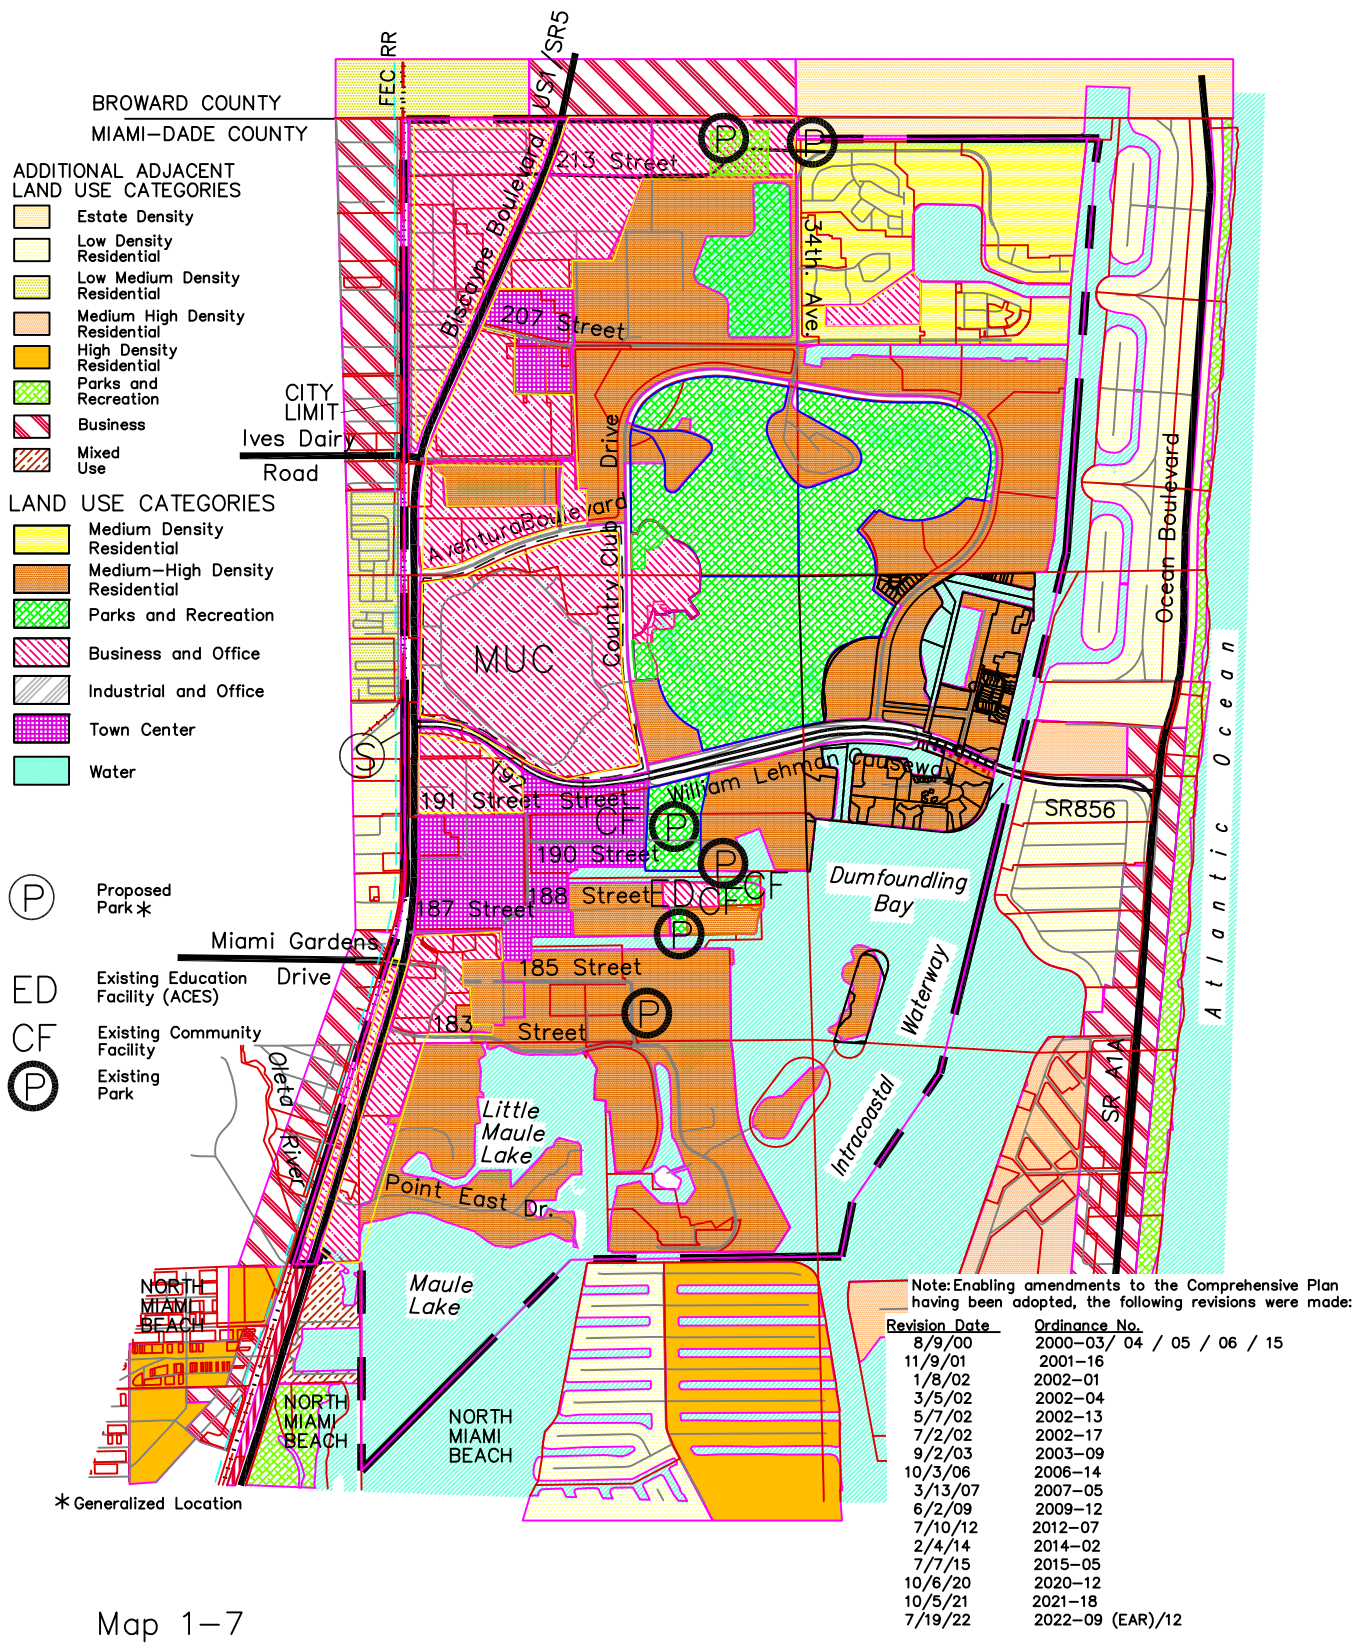 FEC RR
US1/SR5
BROWARD COUNTY
MIAMI-DADE COUNTY
ADDITIONAL ADJACENT
LAND USE CATEGORIES
Estate Density
Low Density
Residential
Low Medium Density
Residential
Medium High Density
Residential
High Density
Residential
Parks and
Recreation
Business
Mixed
Use
LAND USE CATEGORIES
Medium Density
Residential
Medium-High Density
Residential
Parks and Recreation
Business and Office
Industrial and Office
Town Center
Water
P
Proposed
Park*
ED
Existing Education
Facility (ACES)
CF
Existing Community
Facility
P
Existing
Park
*Generalized Location
Map 1-7
CITY
LIMIT
Ives Dairy
Road
Miami Gardens
Drive
Oleta River
S
Biscayne Boulevard
213 Street
P
P
34th. Ave.
207 Street
Aventura Boulevard
Country Club Drive
MUC
William Lehman Causeway
192 Street
191 Street
CF
P
190 Street
P
188 Street
ED
CF
CF
187 Street
P
185 Street
P
183 Street
Ocean Boulevard
Atlantic Ocean
SR856
SR A1A
Dumfoundling
Bay
Intracoastal Waterway
Little
Maule
Lake
Point East Dr.
Maule
Lake
NORTH
MIAMI
BEACH
NORTH
MIAMI
BEACH
NORTH
MIAMI
BEACH
Note: Enabling amendments to the Comprehensive Plan
having been adopted, the following revisions were made:
Revision Date Ordinance No.
8/9/00 2000-03/ 04 / 05 / 06 / 15
11/9/01 2001-16
1/8/02 2002-01
3/5/02 2002-04
5/7/02 2002-13
7/2/02 2002-17
9/2/03 2003-09
10/3/06 2006-14
3/13/07 2007-05
6/2/09 2009-12
7/10/12 2012-07
2/4/14 2014-02
7/7/15 2015-05
10/6/20 2020-12
10/5/21 2021-18
7/19/22 2022-09 (EAR)/12